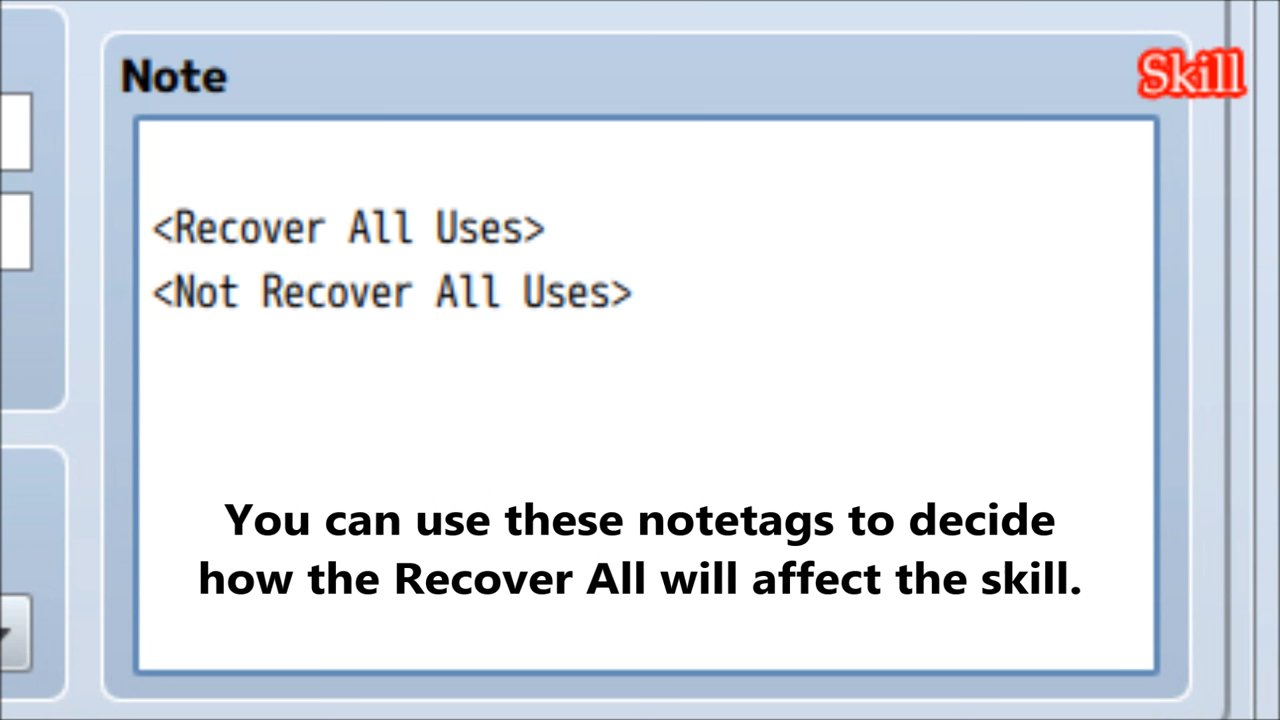 Note
Skill
<Recover All Uses>
<Not Recover All Uses>
You can use these notetags to decide
how the Recover All will affect the skill.